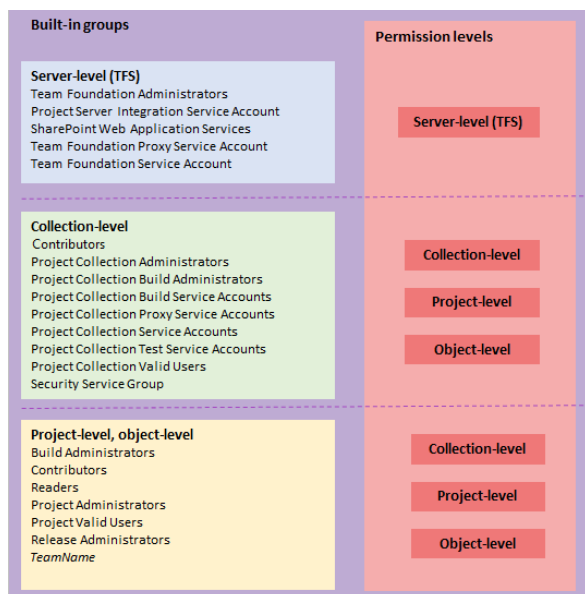 Built-in groups
Permission levels
Server-level (TFS)
Team Foundation Administrators
Project Server Integration Service Account
SharePoint Web Application Services
Team Foundation Proxy Service Account
Team Foundation Service Account
Server-level (TFS)
Collection-level
Contributors
Project Collection Administrators
Project Collection Build Administrators
Project Collection Build Service Accounts
Project Collection Proxy Service Accounts
Project Collection Service Accounts
Project Collection Test Service Accounts
Project Collection Valid Users
Security Service Group
Collection-level
Project-level
Object-level
Project-level, object-level
Build Administrators
Contributors
Readers
Project Administrators
Project Valid Users
Release Administrators
TeamName
Collection-level
Project-level
Object-level